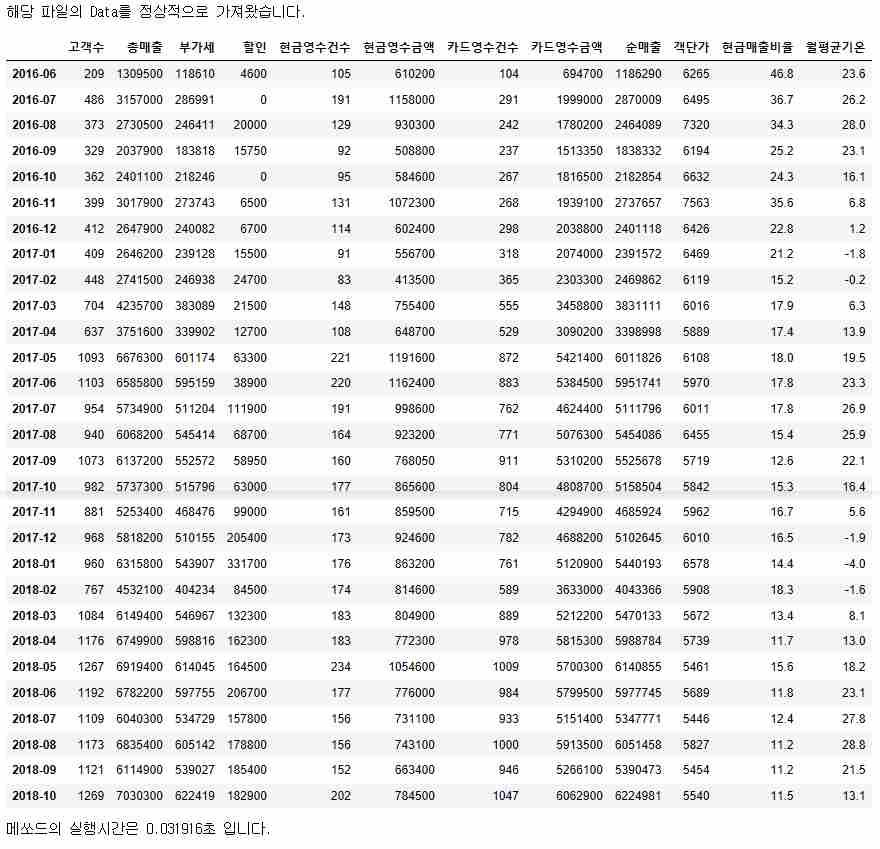 해당 파일의 Data를 정상적으로 가져왔습니다.
고객수 총매출 부가세 할인 현금영수건수 현금영수금액 카드영수건수 카드영수금액 순매출 객단가 현금매출비율 월평균기온
2016-06 209 1309500 118610 4600 105 610200 104 694700 1186290 6265 46.8 23.6
2016-07 486 3157000 286991 0 191 1158000 291 1999000 2870009 6495 36.7 26.2
2016-08 373 2730500 246411 20000 129 930300 242 1780200 2464089 7320 34.3 28.0
2016-09 329 2037900 183818 15750 92 508800 237 1513350 1838332 6194 25.2 23.1
2016-10 362 2401100 218246 0 95 584600 267 1816500 2182854 6632 24.3 16.1
2016-11 399 3017900 273743 6500 131 1072300 268 1939100 2737657 7563 35.6 6.8
2016-12 412 2647900 240082 6700 114 602400 298 2038800 2401118 6426 22.8 1.2
2017-01 409 2646200 239128 15500 91 556700 318 2074000 2391572 6469 21.2 -1.8
2017-02 448 2741500 246938 24700 83 413500 365 2303300 2469862 6119 15.2 -0.2
2017-03 704 4235700 383089 21500 148 755400 555 3458800 3831111 6016 17.9 6.3
2017-04 637 3751600 339902 12700 108 648700 529 3090200 3398998 5889 17.4 13.9
2017-05 1093 6676300 601174 63300 221 1191600 872 5421400 6011826 6108 18.0 19.5
2017-06 1103 6585800 595159 38900 220 1162400 883 5384500 5951741 5970 17.8 23.3
2017-07 954 5734900 511204 111900 191 998600 762 4624400 5111796 6011 17.8 26.9
2017-08 940 6068200 545414 68700 164 923200 771 5076300 5454086 6455 15.4 25.9
2017-09 1073 6137200 552572 58950 160 768050 911 5310200 5525678 5719 12.6 22.1
2017-10 982 5737300 515796 63000 177 865600 804 4808700 5158504 5842 15.3 16.4
2017-11 881 5253400 468476 99000 161 859500 715 4294900 4685924 5962 16.7 5.6
2017-12 968 5818200 510155 205400 173 924600 782 4688200 5102645 6010 16.5 -1.9
2018-01 960 6315800 543907 331700 176 863200 761 5120900 5440193 6578 14.4 -4.0
2018-02 767 4532100 404234 84500 174 814600 589 3633000 4043366 5908 18.3 -1.6
2018-03 1084 6149400 546967 132300 183 804900 889 5212200 5470133 5672 13.4 8.1
2018-04 1176 6749900 598816 162300 183 772300 978 5815300 5988784 5739 11.7 13.0
2018-05 1267 6919400 614045 164500 234 1054600 1009 5700300 6140855 5461 15.6 18.2
2018-06 1192 6782200 597755 206700 177 776000 984 5799500 5977745 5689 11.8 23.1
2018-07 1109 6040300 534729 157800 156 731100 933 5151400 5347771 5446 12.4 27.8
2018-08 1173 6835400 605142 178800 156 743100 1000 5913500 6051458 5827 11.2 28.8
2018-09 1121 6114900 539027 185400 152 663400 946 5266100 5390473 5454 11.2 21.5
2018-10 1269 7030300 622419 182900 202 784500 1047 6062900 6224981 5540 11.5 13.1
메쏘드의 실행시간은 0.031916초 입니다.